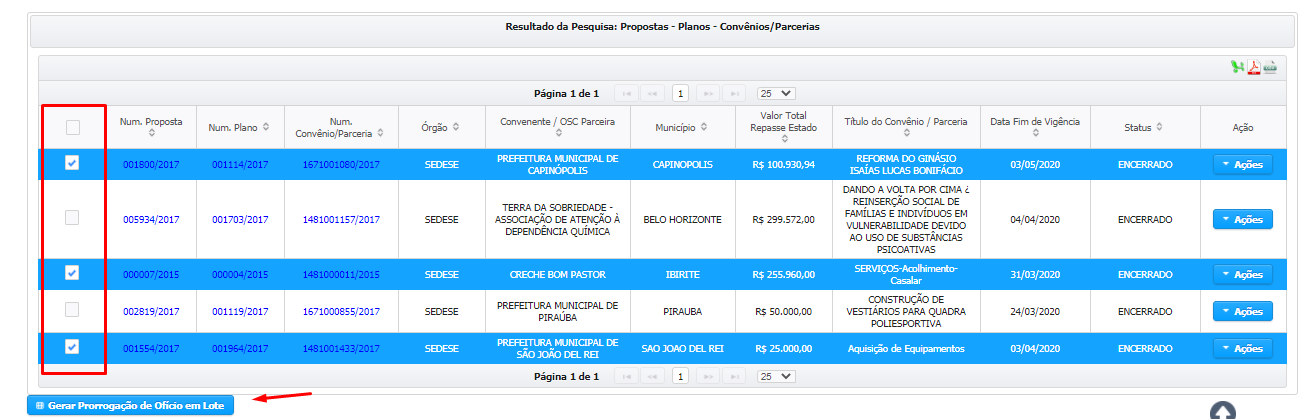 Resultado da Pesquisa: Propostas - Planos - Convênios/Parcerias
Página 1 de 1 1 25
Num. Proposta Num. Plano Num. Convênio/Parceria Órgão Convenente / OSC Parceira Município Valor Total Repasse Estado Título do Convênio / Parceria Data Fim de Vigência Status Ação
001800/2017 001114/2017 1671001080/2017 SEDESE PREFEITURA MUNICIPAL DE CAPINÓPOLIS CAPINOPOLIS R$ 100.930,94 REFORMA DO GINÁSIO ISAÍAS LUCAS BONIFÁCIO 03/05/2020 ENCERRADO Ações
005934/2017 001703/2017 1481001157/2017 SEDESE TERRA DA SOBRIEDADE - ASSOCIAÇÃO DE ATENÇÃO À DEPENDÊNCIA QUÍMICA BELO HORIZONTE R$ 299.572,00 DANDO A VOLTA POR CIMA ¿ REINSERÇÃO SOCIAL DE FAMÍLIAS E INDIVÍDUOS EM VULNERABILIDADE DEVIDO AO USO DE SUBSTÂNCIAS PSICOATIVAS 04/04/2020 ENCERRADO Ações
000007/2015 000004/2015 1481000011/2015 SEDESE CRECHE BOM PASTOR IBIRITE R$ 255.960,00 SERVIÇOS-Acolhimento-Casalar 31/03/2020 ENCERRADO Ações
002819/2017 001119/2017 1671000855/2017 SEDESE PREFEITURA MUNICIPAL DE PIRAÚBA PIRAUBA R$ 50.000,00 CONSTRUÇÃO DE VESTIÁRIOS PARA QUADRA POLIESPORTIVA 24/03/2020 ENCERRADO Ações
001554/2017 001964/2017 1481001433/2017 SEDESE PREFEITURA MUNICIPAL DE SÃO JOÃO DEL REI SAO JOAO DEL REI R$ 25.000,00 Aquisição de Equipamentos 03/04/2020 ENCERRADO Ações
Página 1 de 1 1 25
Gerar Prorrogação de Ofício em Lote